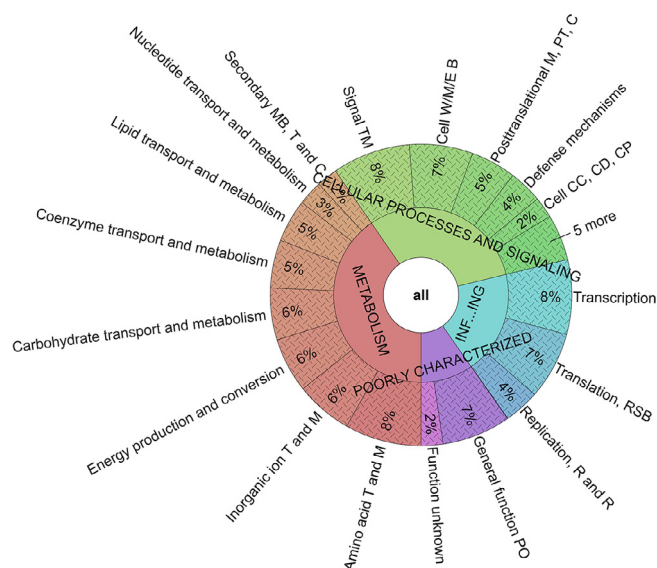 Nucleotide transport and metabolism
Secondary MB, T and C
Signal TM
Cell W/M/E B
Posttranslational M, PT, C
Defense mechanisms
Cell CC, CD, CP
5 more
Lipid transport and metabolism
Coenzyme transport and metabolism
Carbohydrate transport and metabolism
Energy production and conversion
Inorganic ion T and M
Amino acid T and M
Function unknown
General function PO
Replication, R and R
Translation, RSB
Transcription
3%
8%
7%
5%
4%
2%
8%
7%
4%
7%
2%
8%
6%
6%
6%
5%
5%
CELLULAR PROCESSES AND SIGNALING
METABOLISM
INF...ING
POORLY CHARACTERIZED
all